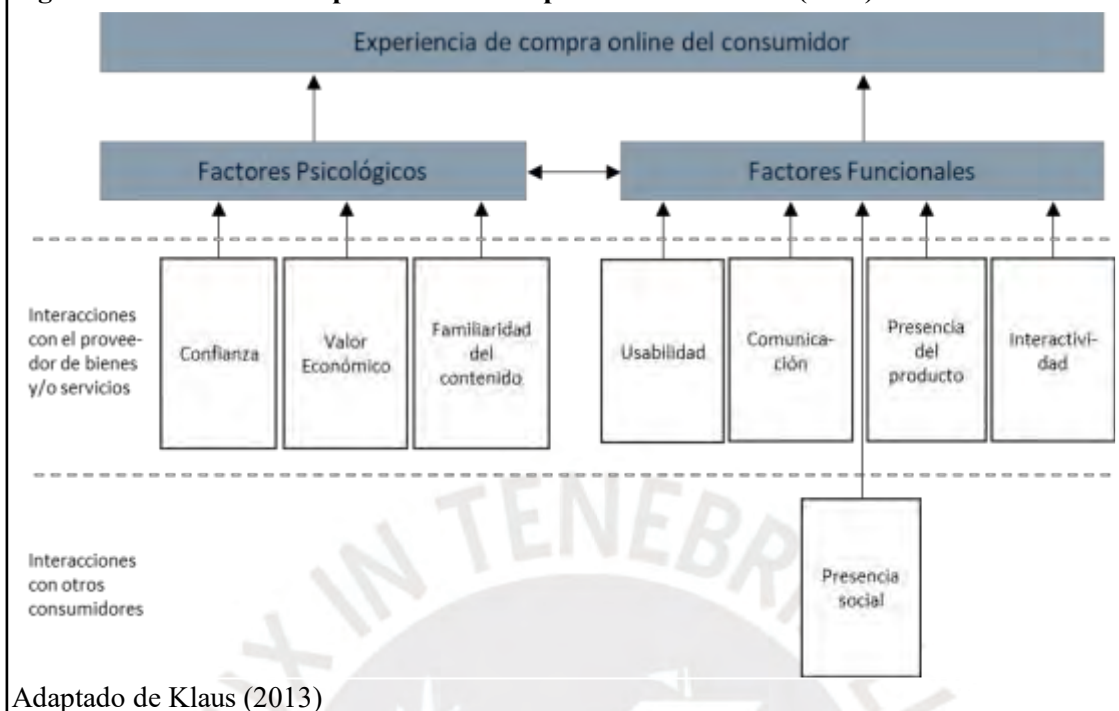 Experiencia de compra online del consumidor
Factores Psicológicos
Factores Funcionales
Interacciones
con el provee-
dor de bienes
y/o servicios
Confianza
Valor
Económico
Familiaridad
del
contenido
Usabilidad
Comunica-
ción
Presencia
del
producto
Interactivi-
dad
Interacciones
con otros
consumidores
Presencia
social
IN TENEBRI
Adaptado de Klaus (2013)